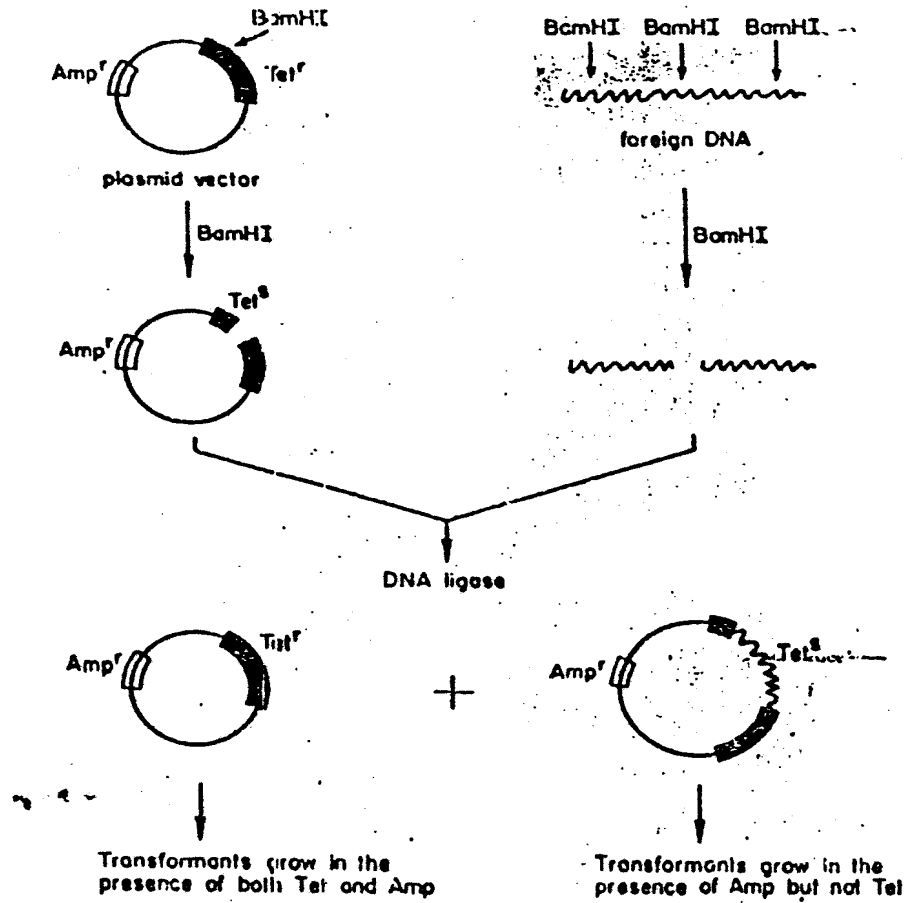 BamHI
Amp^r
Tet^r
plasmid vector
BamHI BamHI BamHI
foreign DNA
BamHI
BamHI
Tet^s
Amp^r
DNA ligase
Amp^r
Tet^r
+
Amp^r
Tet^s
Transformants grow in the
presence of both Tet and Amp
Transformants grow in the
presence of Amp but not Tet